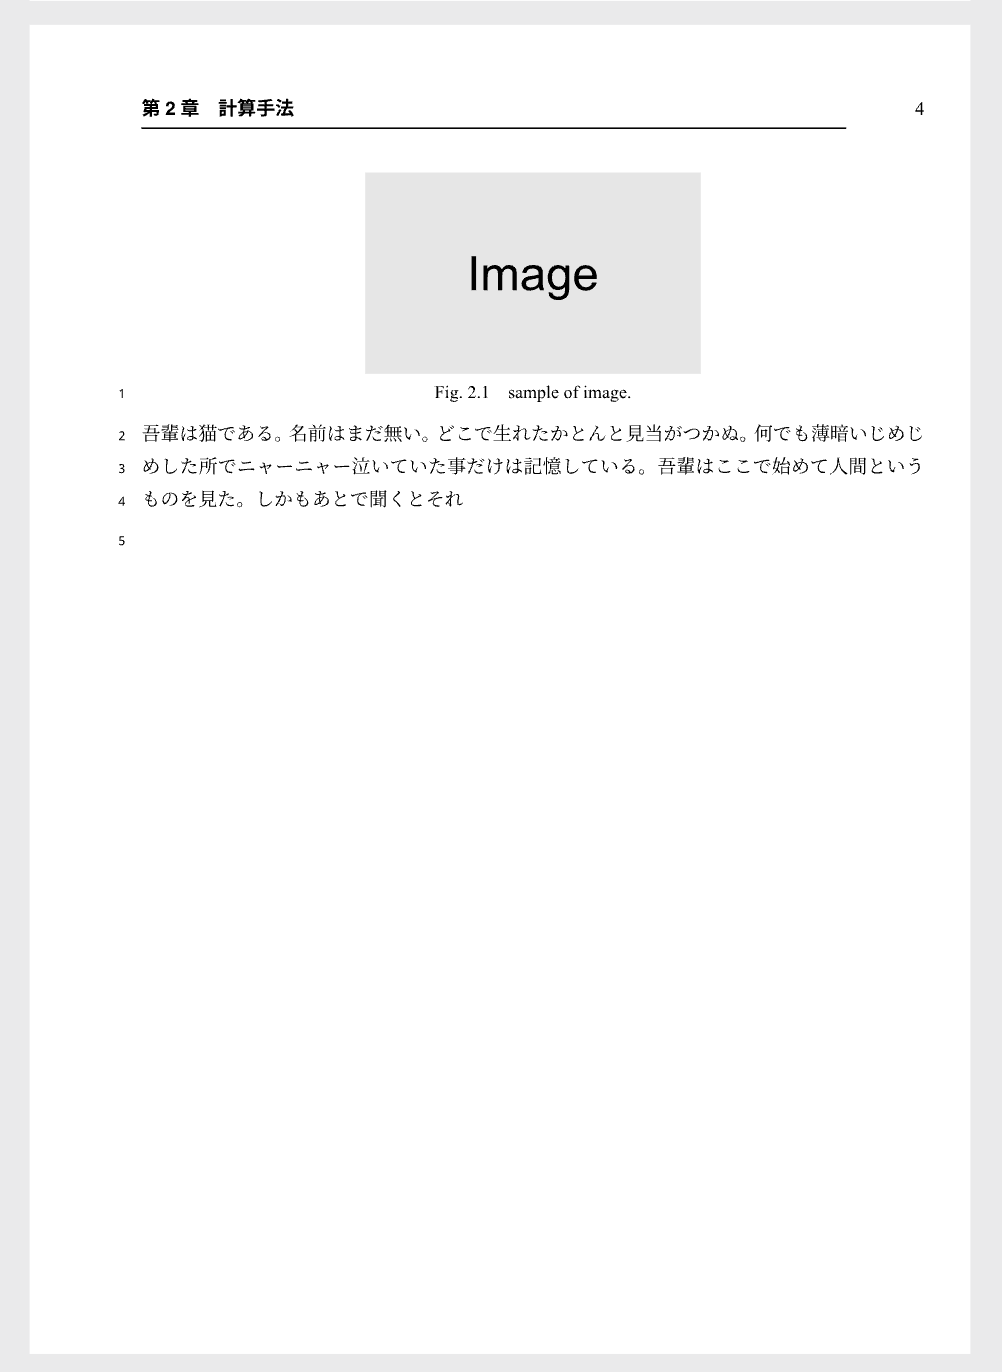 第 2 章　計算手法 4
Image
1 Fig. 2.1　sample of image.
2 吾輩は猫である。名前はまだ無い。どこで生れたかとんと見当がつかぬ。何でも薄暗いじめじ
3 めした所でニャーニャー泣いていた事だけは記憶している。吾輩はここで始めて人間という
4 ものを見た。しかもあとで聞くとそれ
5